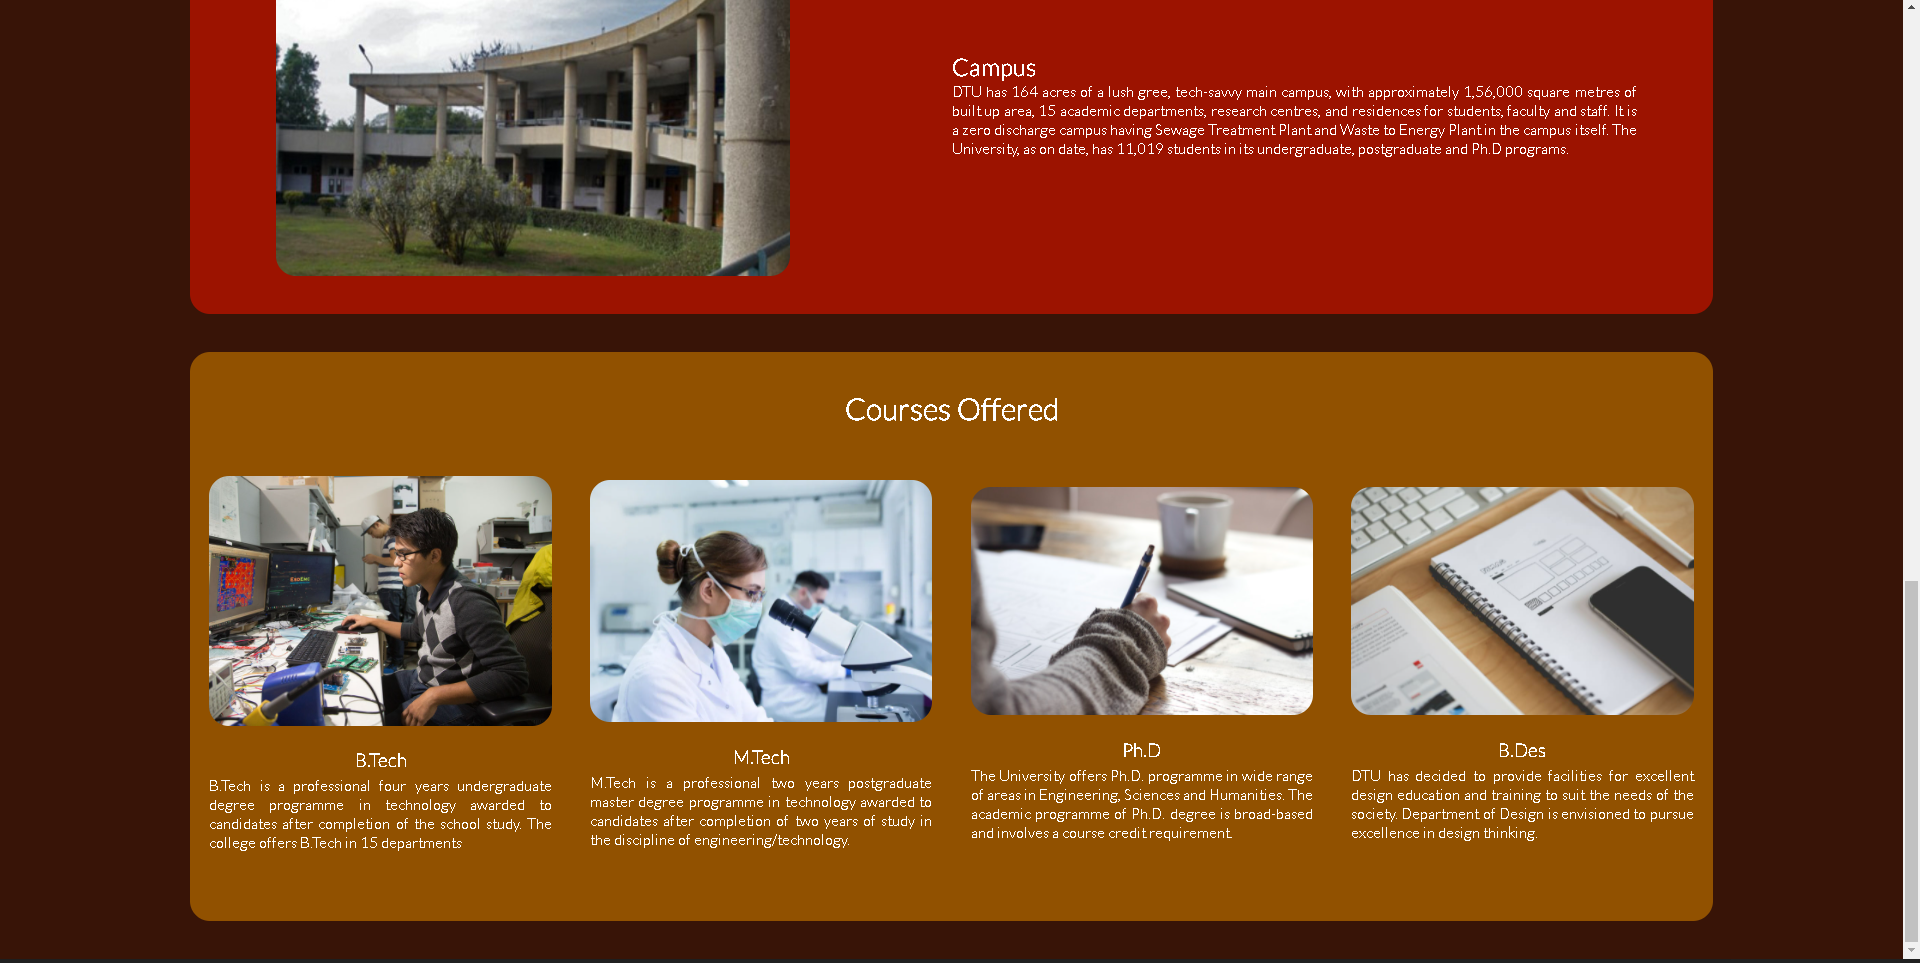 Campus
DTU has 164 acres of a lush gree, tech-savvy main campus, with approximately 1,56,000 square metres of
built up area, 15 academic departments, research centres, and residences for students, faculty and staff. It is
a zero discharge campus having Sewage Treatment Plant and Waste to Energy Plant in the campus itself. The
University, as on date, has 11,019 students in its undergraduate, postgraduate and Ph.D programs.
Courses Offered
B.Tech
B.Tech is a professional four years undergraduate
degree programme in technology awarded to
candidates after completion of the school study. The
college offers B.Tech in 15 departments
M.Tech
M.Tech is a professional two years postgraduate
master degree programme in technology awarded to
candidates after completion of two years of study in
the discipline of engineering/technology.
Ph.D
The University offers Ph.D. programme in wide range
of areas in Engineering, Sciences and Humanities. The
academic programme of Ph.D. degree is broad-based
and involves a course credit requirement.
B.Des
DTU has decided to provide facilities for excellent
design education and training to suit the needs of the
society. Department of Design is envisioned to pursue
excellence in design thinking.